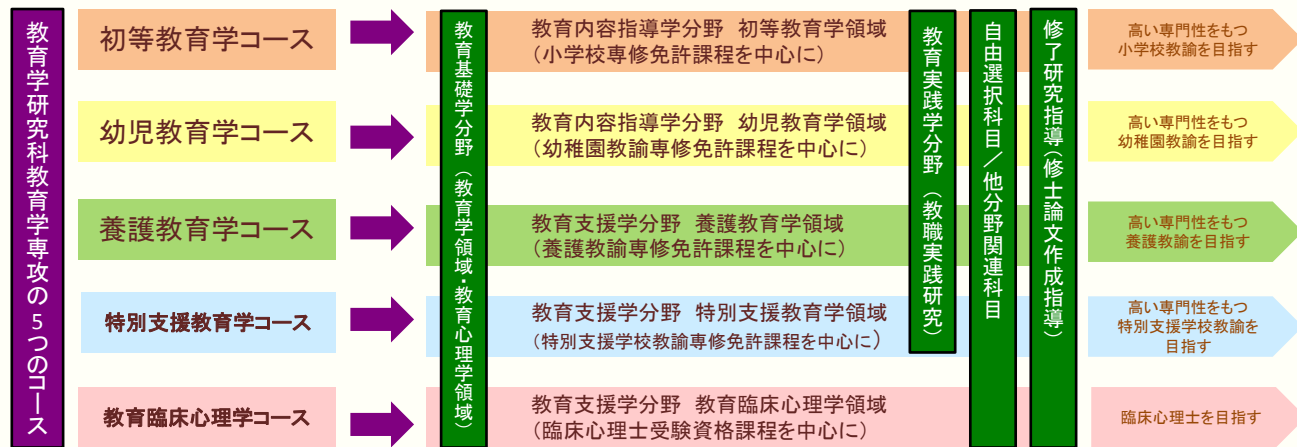 教育学研究科教育学専攻の5つのコース
初等教育学コース
幼児教育学コース
養護教育学コース
特別支援教育学コース
教育臨床心理学コース
教育基礎学分野（教育学領域・教育心理学領域）
教育内容指導学分野 初等教育学領域
(小学校専修免許課程を中心に)
教育内容指導学分野 幼児教育学領域
(幼稚園教諭専修免許課程を中心に)
教育支援学分野 養護教育学領域
(養護教諭専修免許課程を中心に)
教育支援学分野 特別支援教育学領域
(特別支援学校教諭専修免許課程を中心に)
教育支援学分野 教育臨床心理学領域
(臨床心理士受験資格課程を中心に)
教育実践学分野（教職実践研究）
自由選択科目／他分野関連科目
修了研究指導（修士論文作成指導）
高い専門性をもつ
小学校教諭を目指す
高い専門性をもつ
幼稚園教諭を目指す
高い専門性をもつ
養護教諭を目指す
高い専門性をもつ
特別支援学校教諭を
目指す
臨床心理士を目指す